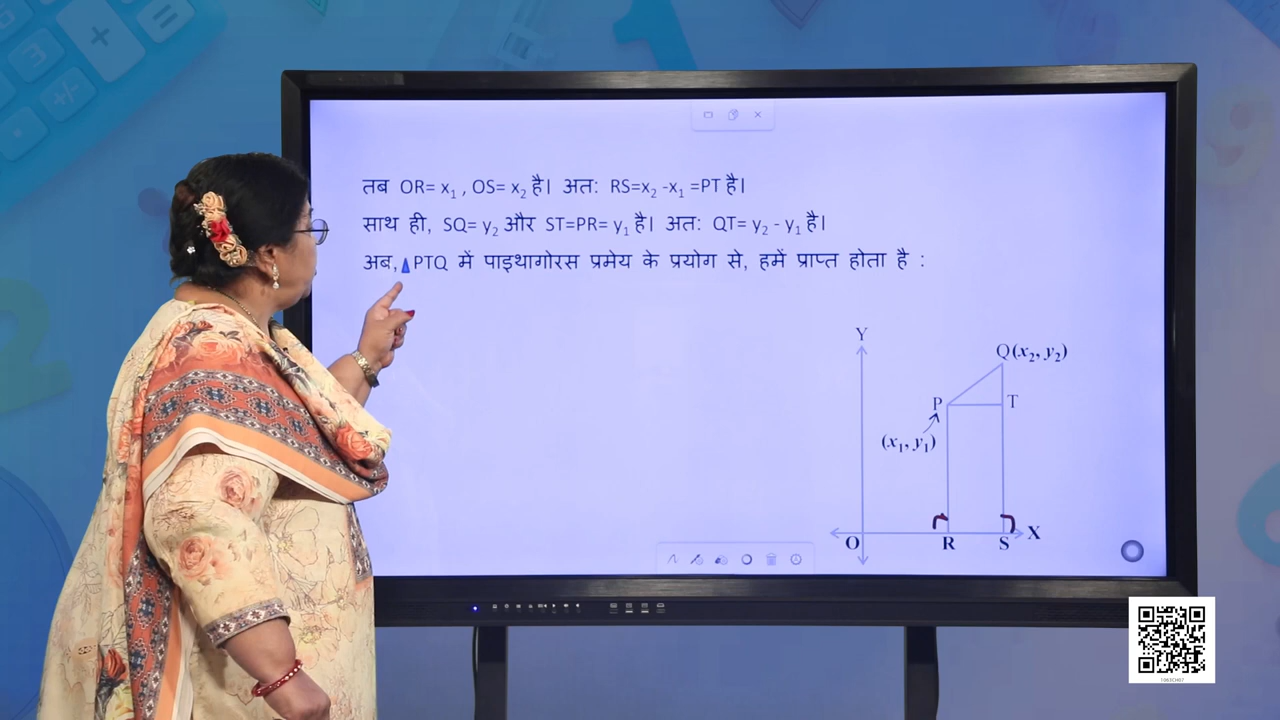 तब OR= x₁ , OS= x₂ है। अत: RS=x₂ -x₁ =PT है।
साथ ही, SQ= y₂ और ST=PR= y₁ है। अत: QT= y₂ - y₁ है।
अब, PTQ में पाइथागोरस प्रमेय के प्रयोग से, हमें प्राप्त होता है :
Y
Q(x₂, y₂)
P T
(x₁, y₁)
O R S X
1063CH07